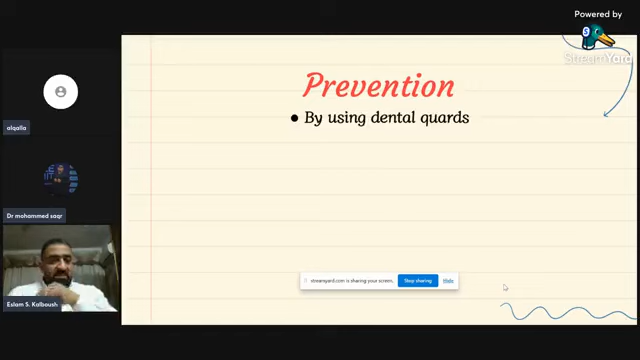 Powered by
StreamYard
Prevention
• By using dental quards
alqalla
Dr mohammed saqr
Eslam S. Kalboush
streamyard.com is sharing your screen.
Stop sharing
Hide